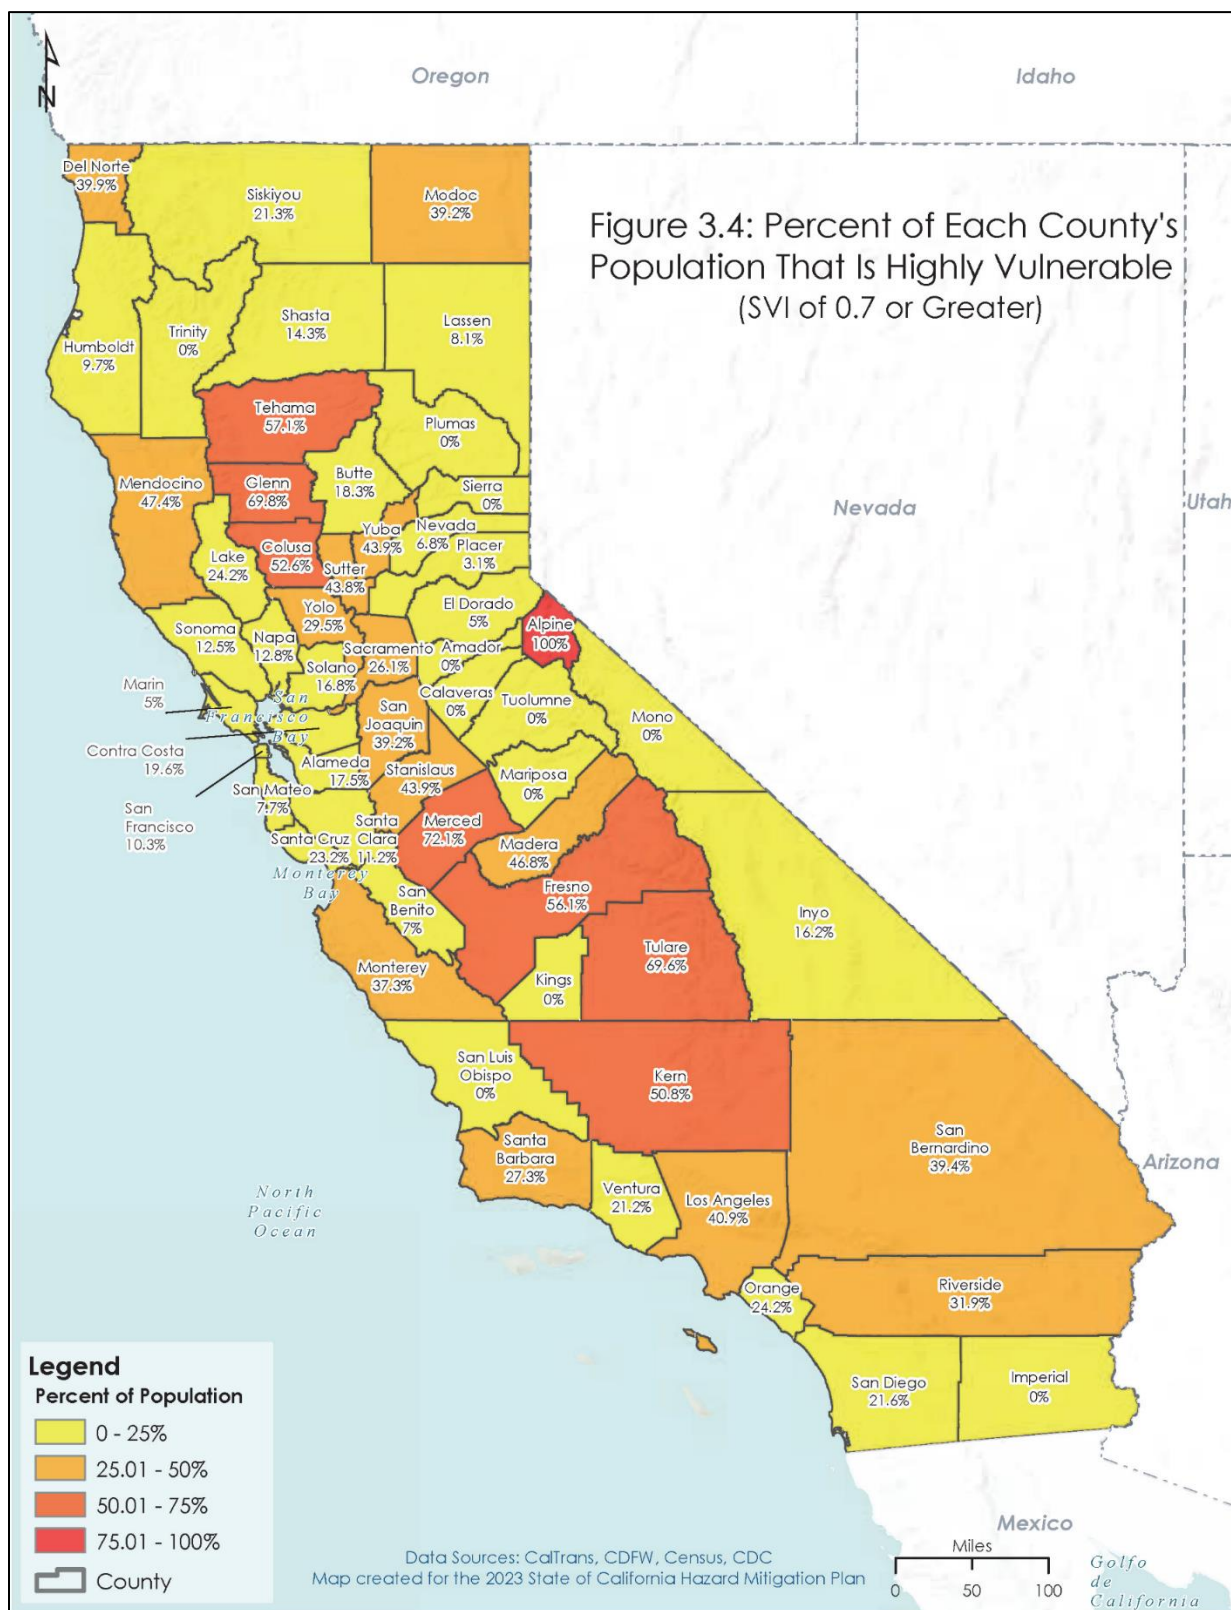 N
Oregon
Idaho
Figure 3.4: Percent of Each County's
Population That Is Highly Vulnerable
(SVI of 0.7 or Greater)
Del Norte
39.9%
Siskiyou
21.3%
Modoc
39.2%
Humboldt
9.7%
Trinity
0%
Shasta
14.3%
Lassen
8.1%
Tehama
57.1%
Plumas
0%
Mendocino
47.4%
Glenn
69.8%
Butte
18.3%
Sierra
0%
Nevada
Utah
Lake
24.2%
Colusa
52.6%
Sutter
43.8%
Yuba
43.9%
Nevada
6.8%
Placer
3.1%
Sonoma
12.5%
Napa
12.8%
Yolo
29.5%
El Dorado
5%
Alpine
100%
Solano
16.8%
Sacramento
26.1%
Amador
0%
Marin
5%
San
Francisco
Bay
Calaveras
0%
Tuolumne
0%
Mono
0%
Contra Costa
19.6%
San
Joaquin
39.2%
Alameda
17.5%
Stanislaus
43.9%
Mariposa
0%
San
Francisco
10.3%
San Mateo
7.7%
Santa Cruz
23.2%
Santa
Clara
11.2%
Merced
72.1%
Madera
46.8%
Monterey
Bay
San
Benito
7%
Fresno
56.1%
Inyo
16.2%
Monterey
37.3%
Kings
0%
Tulare
69.6%
San Luis
Obispo
0%
Kern
50.8%
San
Bernardino
39.4%
Arizona
Santa
Barbara
27.3%
Ventura
21.2%
Los Angeles
40.9%
North
Pacific
Ocean
Orange
24.2%
Riverside
31.9%
San Diego
21.6%
Imperial
0%
Legend
Percent of Population
0 - 25%
25.01 - 50%
50.01 - 75%
75.01 - 100%
County
Data Sources: CalTrans, CDFW, Census, CDC
Map created for the 2023 State of California Hazard Mitigation Plan
Mexico
Miles
0 50 100
Golfo
de
California